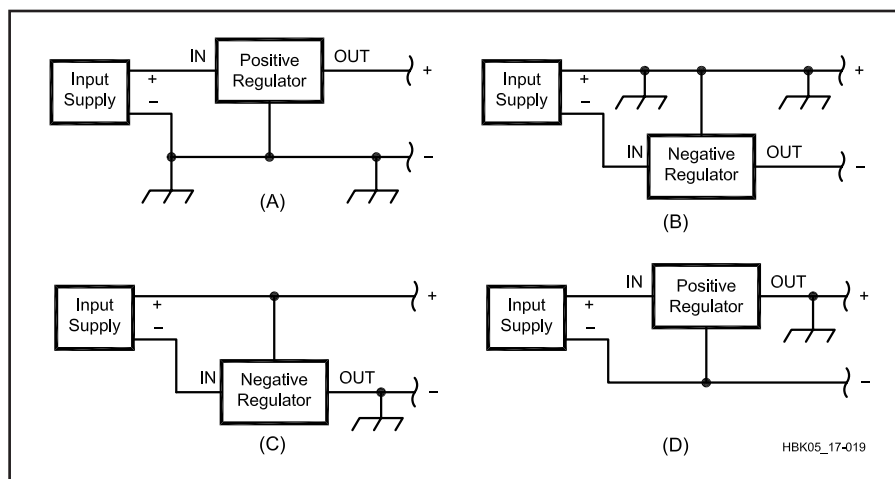 IN
Positive
Regulator
OUT
+
Input
Supply
+
−
−
(A)
Input
Supply
+
−
+
IN
Negative
Regulator
OUT
−
(B)
Input
Supply
+
−
+
IN
Negative
Regulator
OUT
−
(C)
Input
Supply
+
−
IN
Positive
Regulator
OUT
+
−
(D)
HBK05_17-019